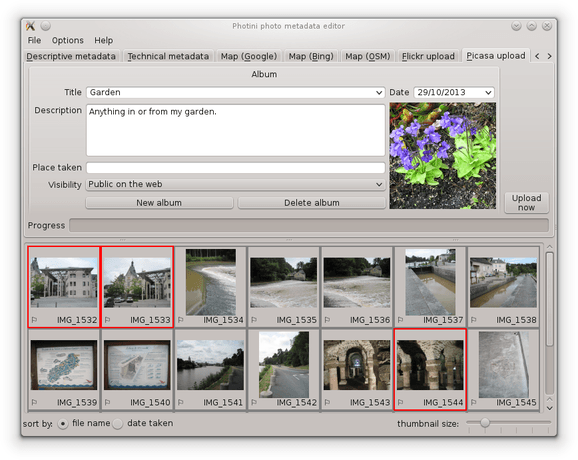 Photini photo metadata editor
File Options Help
Descriptive metadata Technical metadata Map (Google) Map (Bing) Map (OSM) Flickr upload Picasa upload
Album
Title Garden Date 29/10/2013
Description Anything in or from my garden.
Place taken
Visibility Public on the web
New album Delete album
Upload now
Progress
IMG_1532 IMG_1533 IMG_1534 IMG_1535 IMG_1536 IMG_1537 IMG_1538
IMG_1539 IMG_1540 IMG_1541 IMG_1542 IMG_1543 IMG_1544 IMG_1545
sort by: file name date taken thumbnail size: